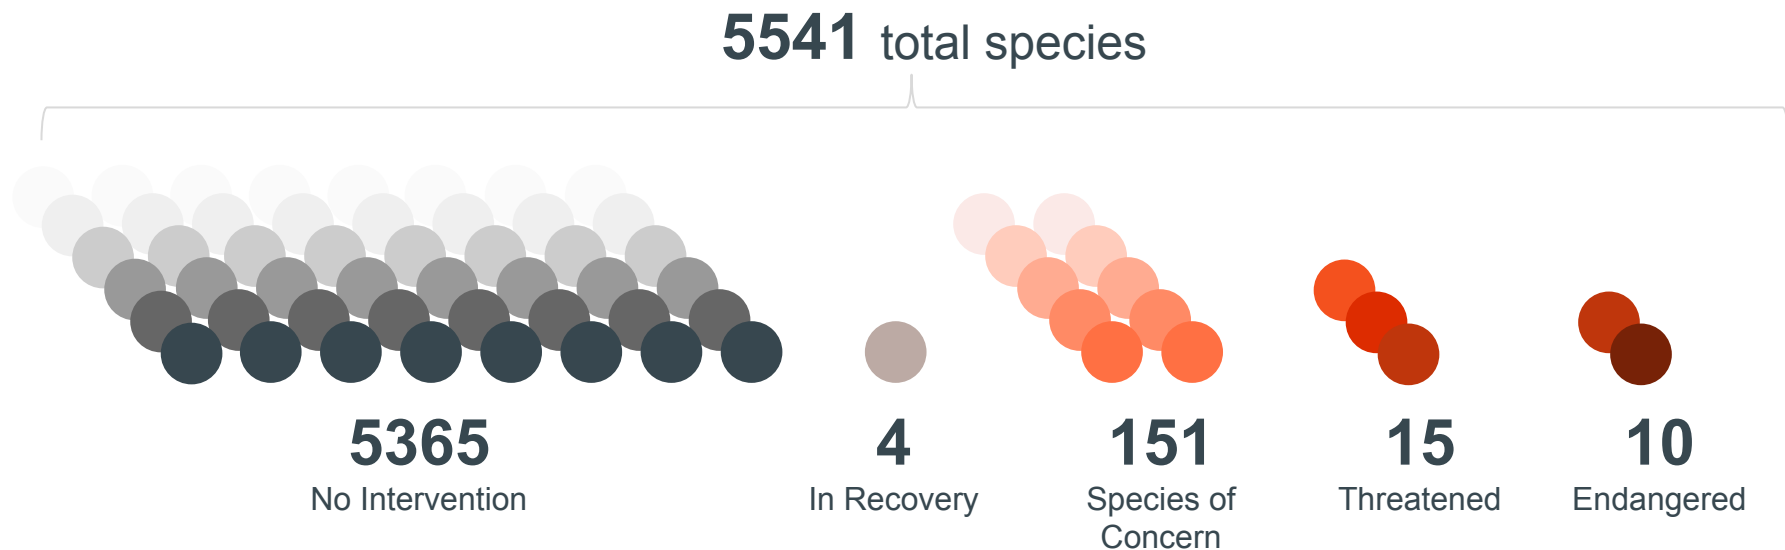 5541 total species
5365
No Intervention
4
In Recovery
151
Species of
Concern
15
Threatened
10
Endangered